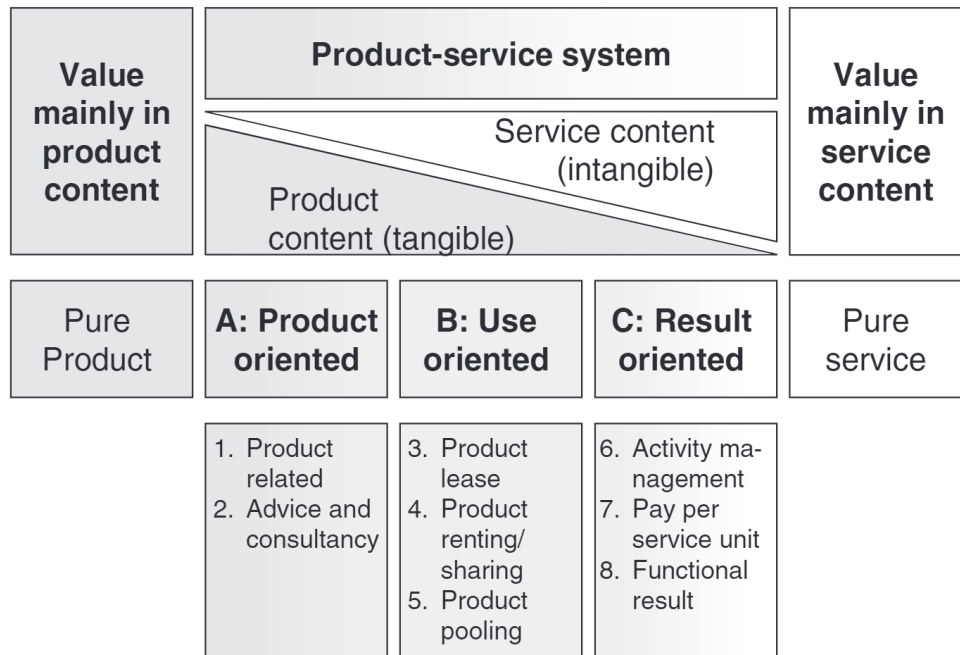 Value
mainly in
product
content
Product-service system
Service content
(intangible)
Product
content (tangible)
Value
mainly in
service
content
Pure
Product
A: Product
oriented
B: Use
oriented
C: Result
oriented
Pure
service
1. Product
related
2. Advice and
consultancy
3. Product
lease
4. Product
renting/
sharing
5. Product
pooling
6. Activity ma-
nagement
7. Pay per
service unit
8. Functional
result